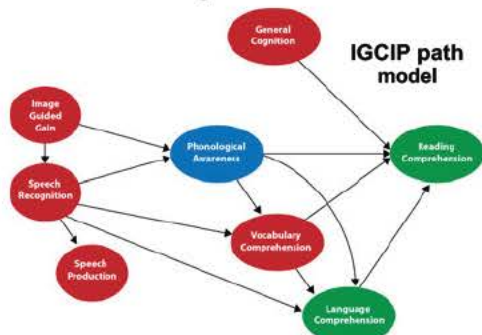 General
Cognition
IGCIP path
model
Image
Guided
Gain
Phonological
Awareness
Reading
Comprehension
Speech
Recognition
Vocabulary
Comprehension
Speech
Production
Language
Comprehension